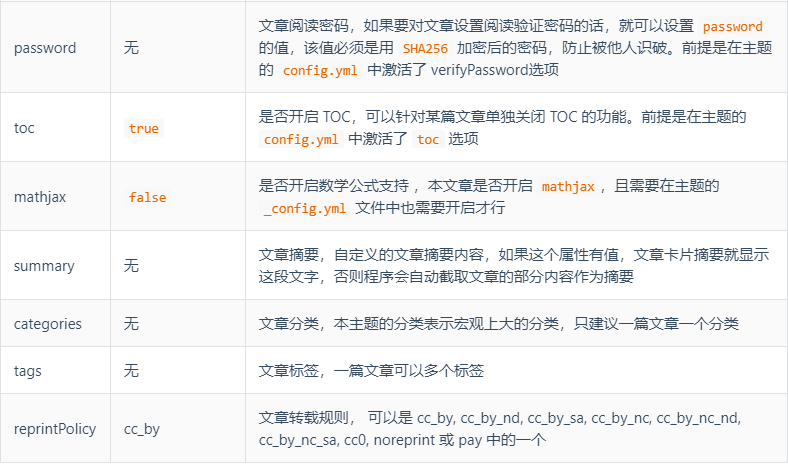 password 无 文章阅读密码，如果要对文章设置阅读验证密码的话，就可以设置 password
的值，该值必须是用 SHA256 加密后的密码，防止被他人识破。前提是在主题
的 config.yml 中激活了 verifyPassword选项
toc true 是否开启 TOC，可以针对某篇文章单独关闭 TOC 的功能。前提是在主题的
config.yml 中激活了 toc 选项
mathjax false 是否开启数学公式支持 ，本文章是否开启 mathjax ，且需要在主题的
_config.yml 文件中也需要开启才行
summary 无 文章摘要，自定义的文章摘要内容，如果这个属性有值，文章卡片摘要就显示
这段文字，否则程序会自动截取文章的部分内容作为摘要
categories 无 文章分类，本主题的分类表示宏观上大的分类，只建议一篇文章一个分类
tags 无 文章标签，一篇文章可以多个标签
reprintPolicy cc_by 文章转载规则， 可以是 cc_by, cc_by_nd, cc_by_sa, cc_by_nc, cc_by_nc_nd,
cc_by_nc_sa, cc0, noreprint 或 pay 中的一个